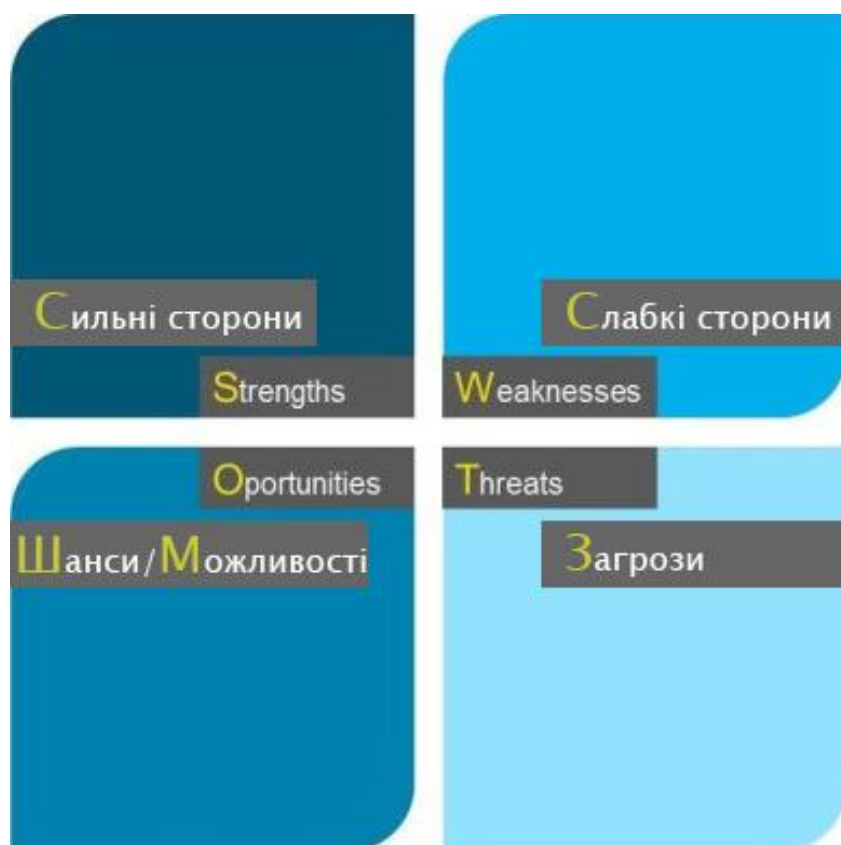 Сильні сторони
Strengths
Слабкі сторони
Weaknesses
Oportunities
Шанси/Можливості
Threats
Загрози